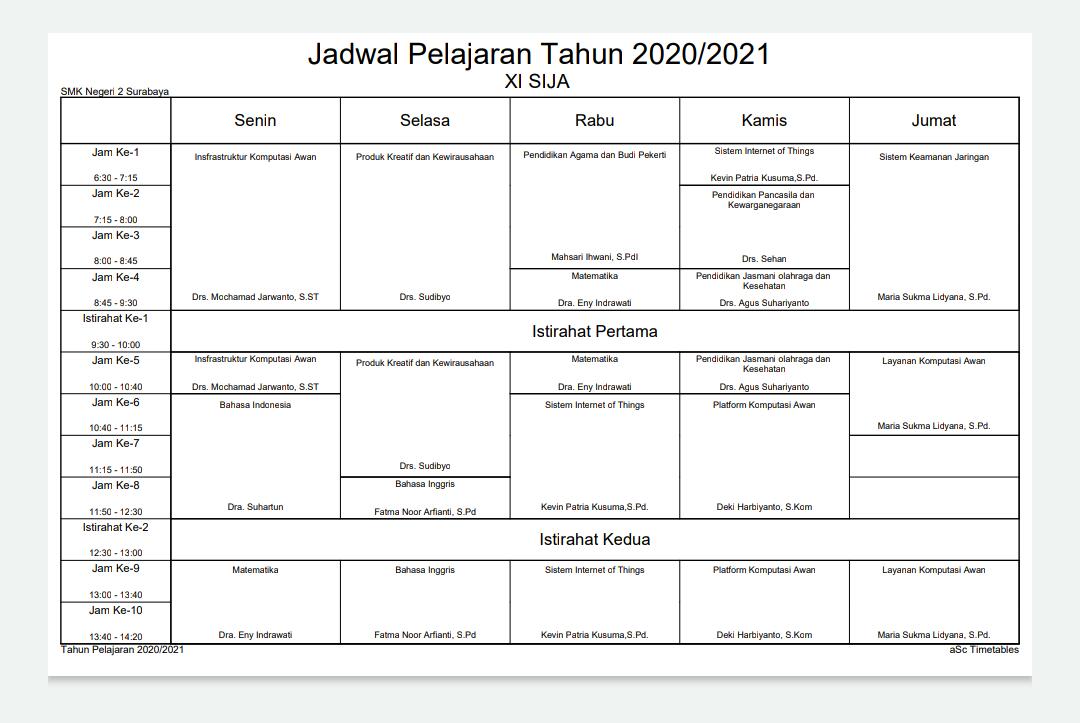 Jadwal Pelajaran Tahun 2020/2021
XI SIJA
SMK Negeri 2 Surabaya
Senin Selasa Rabu Kamis Jumat
Jam Ke-1
6:30 - 7:15
Jam Ke-2
7:15 - 8:00
Jam Ke-3
8:00 - 8:45
Jam Ke-4
8:45 - 9:30
Insfrastruktur Komputasi Awan
Drs. Mochamad Jarwanto, S.ST
Produk Kreatif dan Kewirausahaan
Drs. Sudibyo
Pendidikan Agama dan Budi Pekerti
Mahsari Ihwani, S.PdI
Matematika
Dra. Eny Indrawati
Sistem Internet of Things
Kevin Patria Kusuma,S.Pd.
Pendidikan Pancasila dan
Kewarganegaraan
Drs. Sehan
Pendidikan Jasmani olahraga dan
Kesehatan
Drs. Agus Suhariyanto
Sistem Keamanan Jaringan
Maria Sukma Lidyana, S.Pd.
Istirahat Ke-1
9:30 - 10:00
Istirahat Pertama
Jam Ke-5
10:00 - 10:40
Jam Ke-6
10:40 - 11:15
Jam Ke-7
11:15 - 11:50
Jam Ke-8
11:50 - 12:30
Insfrastruktur Komputasi Awan
Drs. Mochamad Jarwanto, S.ST
Bahasa Indonesia
Dra. Suhartun
Produk Kreatif dan Kewirausahaan
Drs. Sudibyo
Bahasa Inggris
Fatma Noor Arfianti, S.Pd
Matematika
Dra. Eny Indrawati
Sistem Internet of Things
Kevin Patria Kusuma,S.Pd.
Pendidikan Jasmani olahraga dan
Kesehatan
Drs. Agus Suhariyanto
Platform Komputasi Awan
Deki Harbiyanto, S.Kom
Layanan Komputasi Awan
Maria Sukma Lidyana, S.Pd.
Istirahat Ke-2
12:30 - 13:00
Istirahat Kedua
Jam Ke-9
13:00 - 13:40
Jam Ke-10
13:40 - 14:20
Matematika
Dra. Eny Indrawati
Bahasa Inggris
Fatma Noor Arfianti, S.Pd
Sistem Internet of Things
Kevin Patria Kusuma,S.Pd.
Platform Komputasi Awan
Deki Harbiyanto, S.Kom
Layanan Komputasi Awan
Maria Sukma Lidyana, S.Pd.
Tahun Pelajaran 2020/2021
aSc Timetables